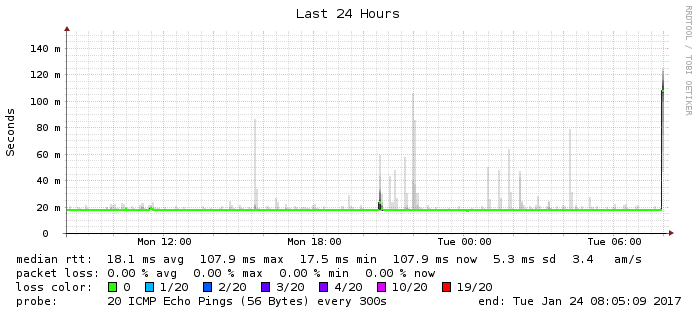 Last 24 Hours
RRDTOOL / TOBI OETIKER
Seconds
140 m
120 m
100 m
80 m
60 m
40 m
20 m
0
Mon 12:00 Mon 18:00 Tue 00:00 Tue 06:00
median rtt: 18.1 ms avg 107.9 ms max 17.5 ms min 107.9 ms now 5.3 ms sd 3.4 am/s
packet loss: 0.00 % avg 0.00 % max 0.00 % min 0.00 % now
loss color: 0 1/20 2/20 3/20 4/20 10/20 19/20
probe: 20 ICMP Echo Pings (56 Bytes) every 300s end: Tue Jan 24 08:05:09 2017